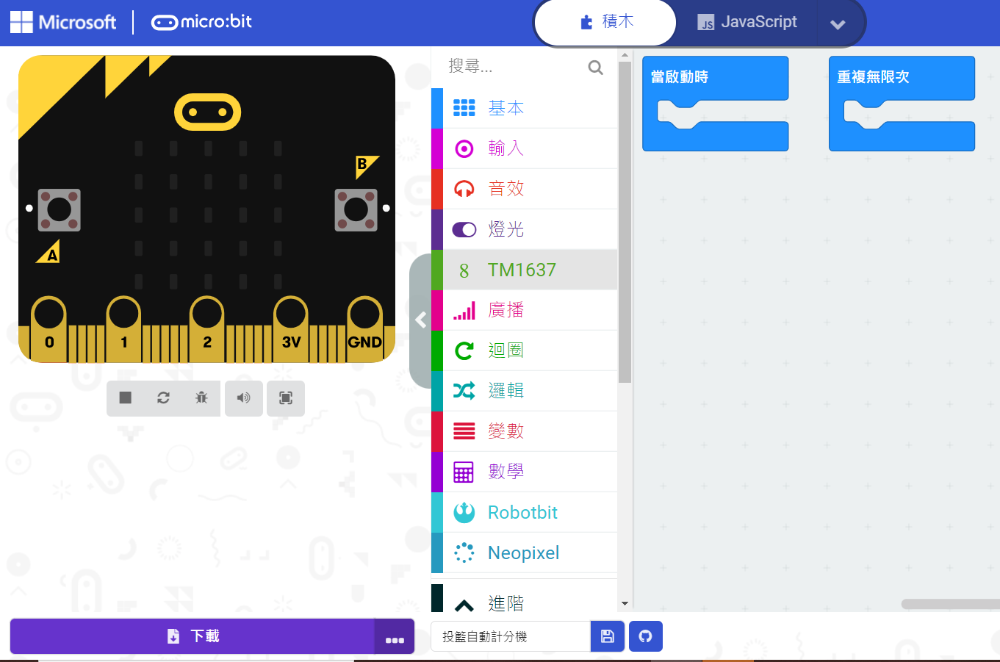 Microsoft
micro:bit
積木
JS JavaScript
搜尋...
基本
輸入
音效
燈光
8 TM1637
廣播
迴圈
邏輯
變數
數學
Robotbit
Neopixel
進階
當啟動時
重複無限次
B
A
0 1 2 3V GND
下載
投籃自動計分機